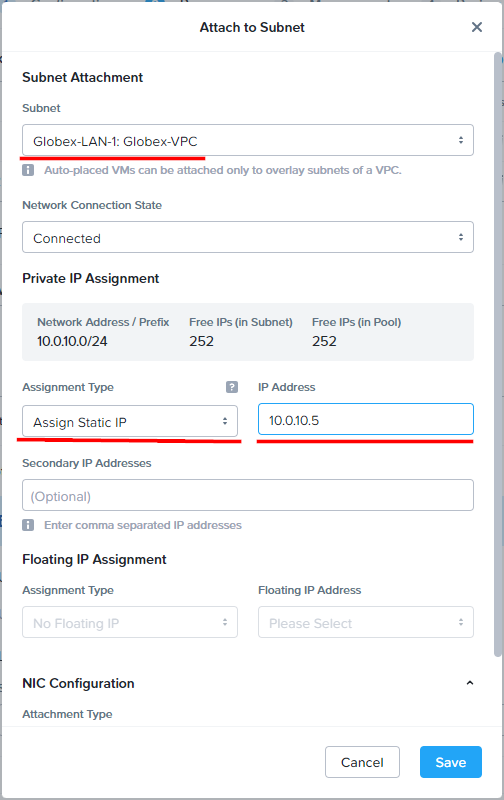 Attach to Subnet
Subnet Attachment
Subnet
Globex-LAN-1: Globex-VPC
Auto-placed VMs can be attached only to overlay subnets of a VPC.
Network Connection State
Connected
Private IP Assignment
Network Address / Prefix Free IPs (in Subnet) Free IPs (in Pool)
10.0.10.0/24 252 252
Assignment Type ? IP Address
Assign Static IP 10.0.10.5
Secondary IP Addresses
(Optional)
Enter comma separated IP addresses
Floating IP Assignment
Assignment Type Floating IP Address
No Floating IP Please Select
NIC Configuration
Attachment Type
Cancel Save